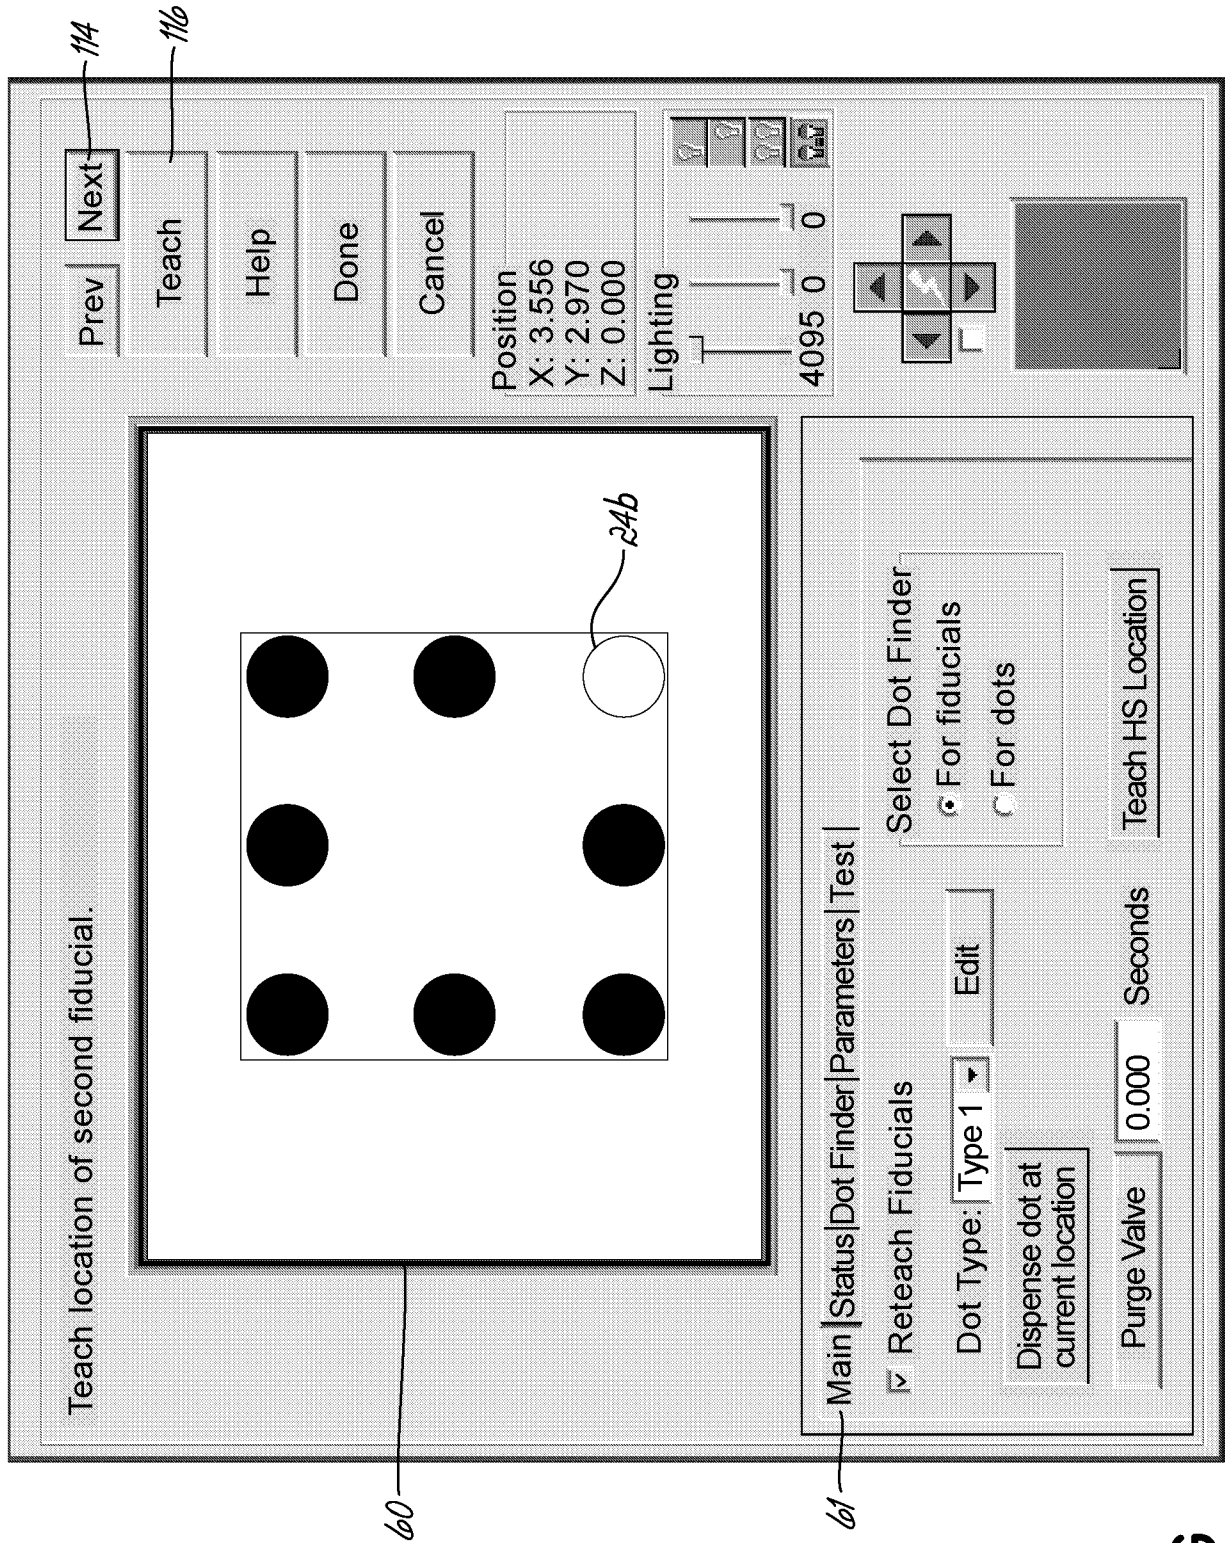 114
116
Teach location of second fiducial.
Prev
Next
Teach
Help
Done
Cancel
24b
60
Position
X: 3.556
Y: 2.970
Z: 0.000
Lighting
4095 0 0
61
Main Status Dot Finder Parameters Test
Reteach Fiducials
Dot Type: Type 1
Edit
Select Dot Finder
For fiducials
For dots
Dispense dot at
current location
Purge Valve
0.000
Seconds
Teach HS Location